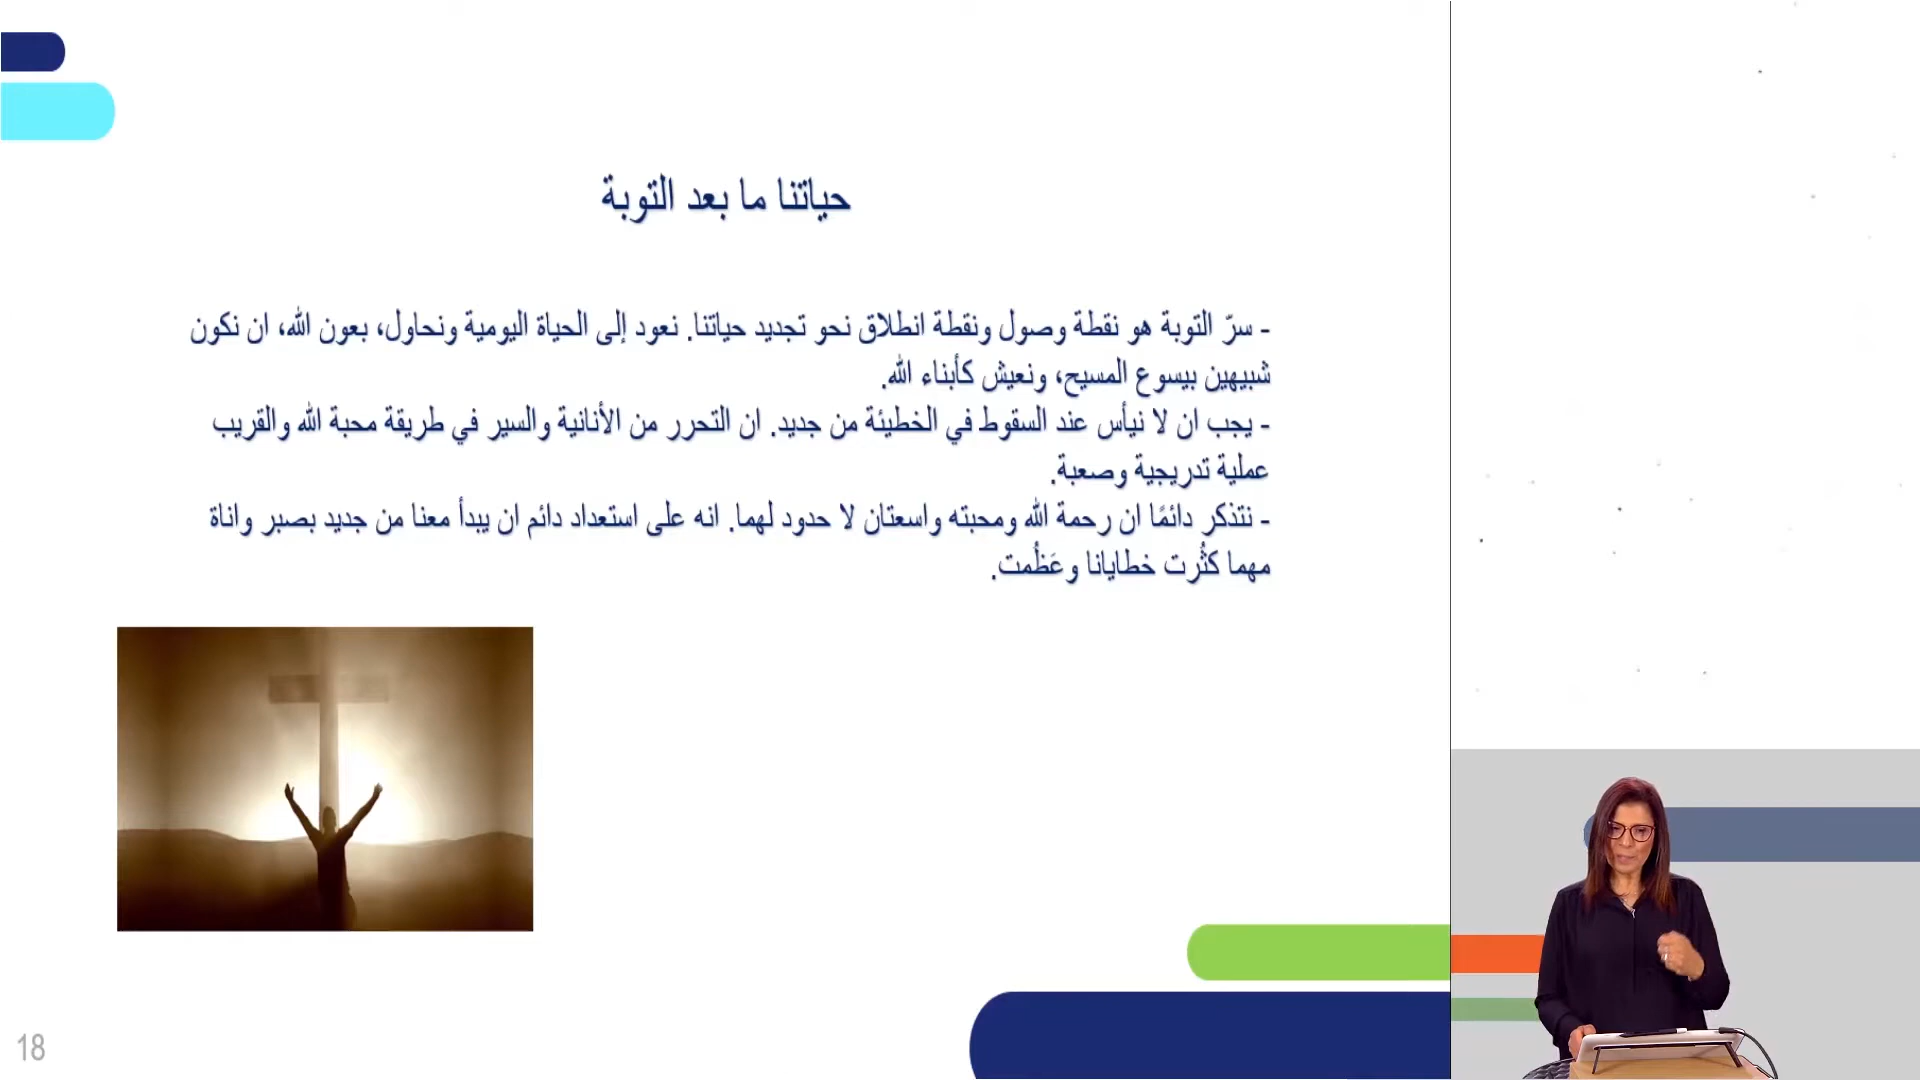 حياتنا ما بعد التوبة
- سرّ التوبة هو نقطة وصول ونقطة انطلاق نحو تجديد حياتنا. نعود إلى الحياة اليومية ونحاول، بعون الله، ان نكون
شبيهين بيسوع المسيح، ونعيش كأبناء الله.
- يجب ان لا نيأس عند السقوط في الخطيئة من جديد. ان التحرر من الأنانية والسير في طريقة محبة الله والقريب
عملية تدريجية وصعبة.
- نتذكر دائمًا ان رحمة الله ومحبته واسعتان لا حدود لهما. انه على استعداد دائم ان يبدأ معنا من جديد بصبر واناة
مهما كثُرت خطايانا وعَظُمت.
18